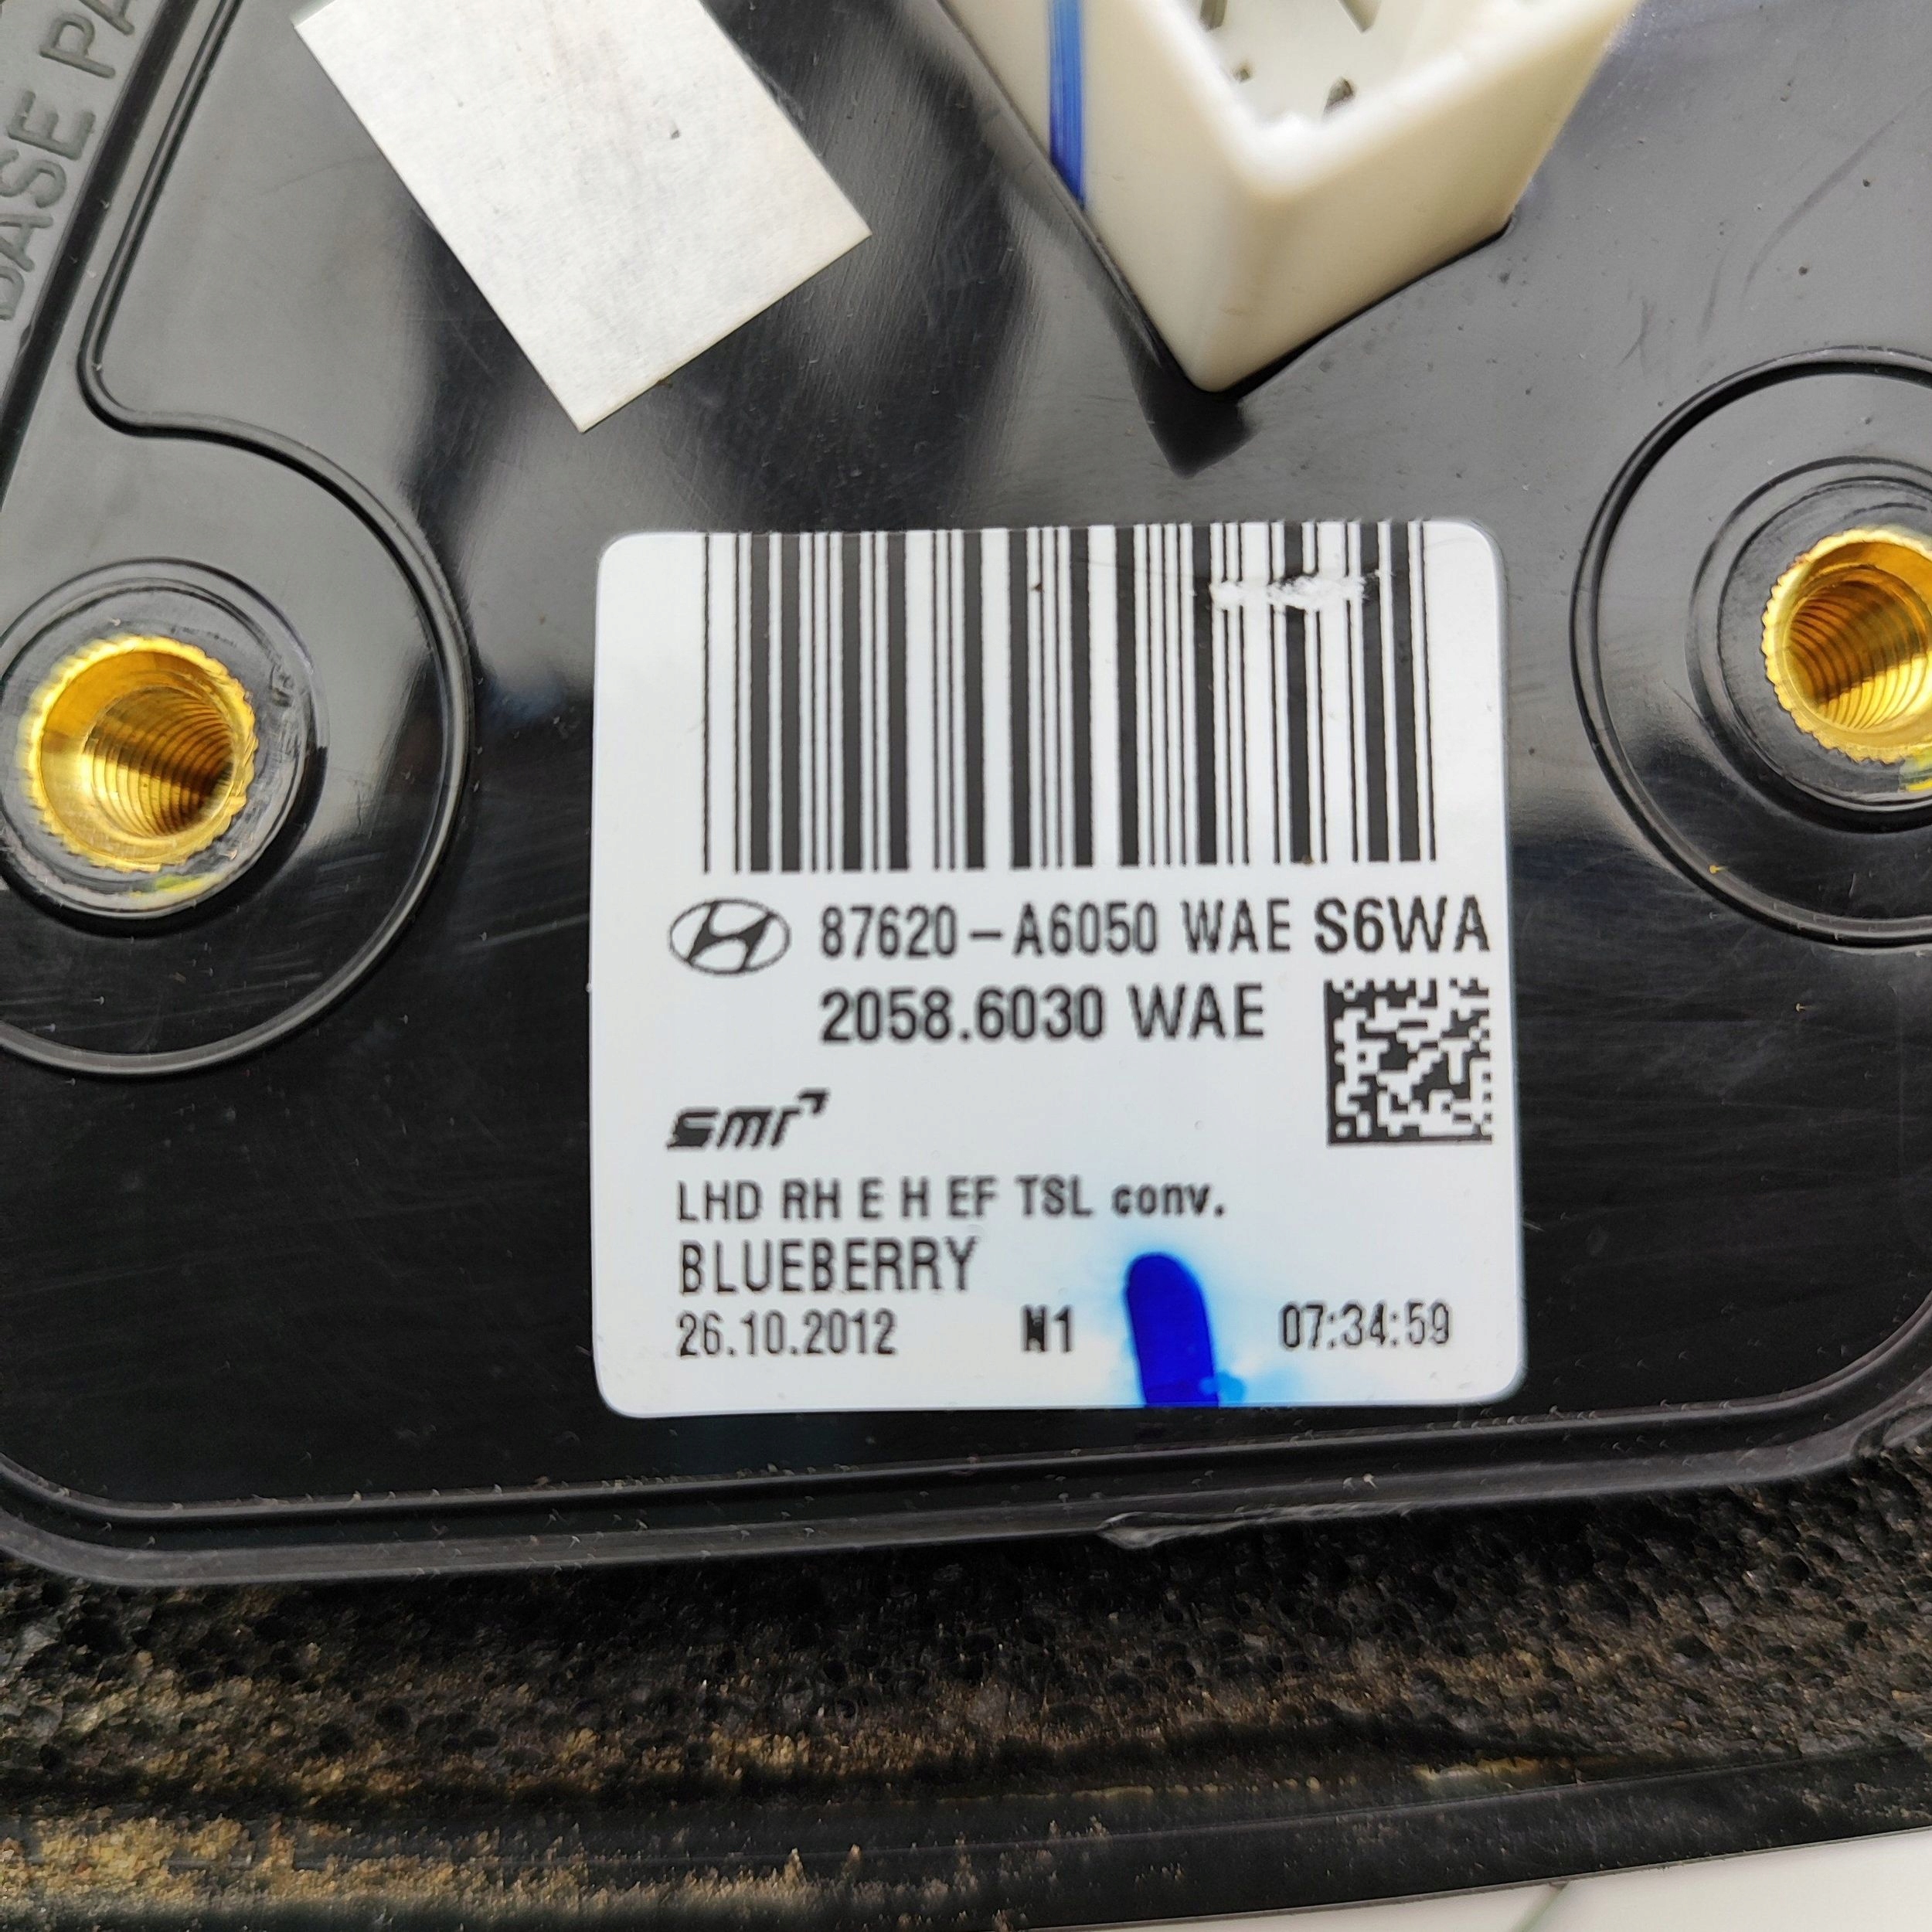 BASE PA
87620-A6050 WAE S6WA
2058.6030 WAE
smr
LHD RH E H EF TSL conv.
BLUEBERRY
26.10.2012 N1 07:34:59